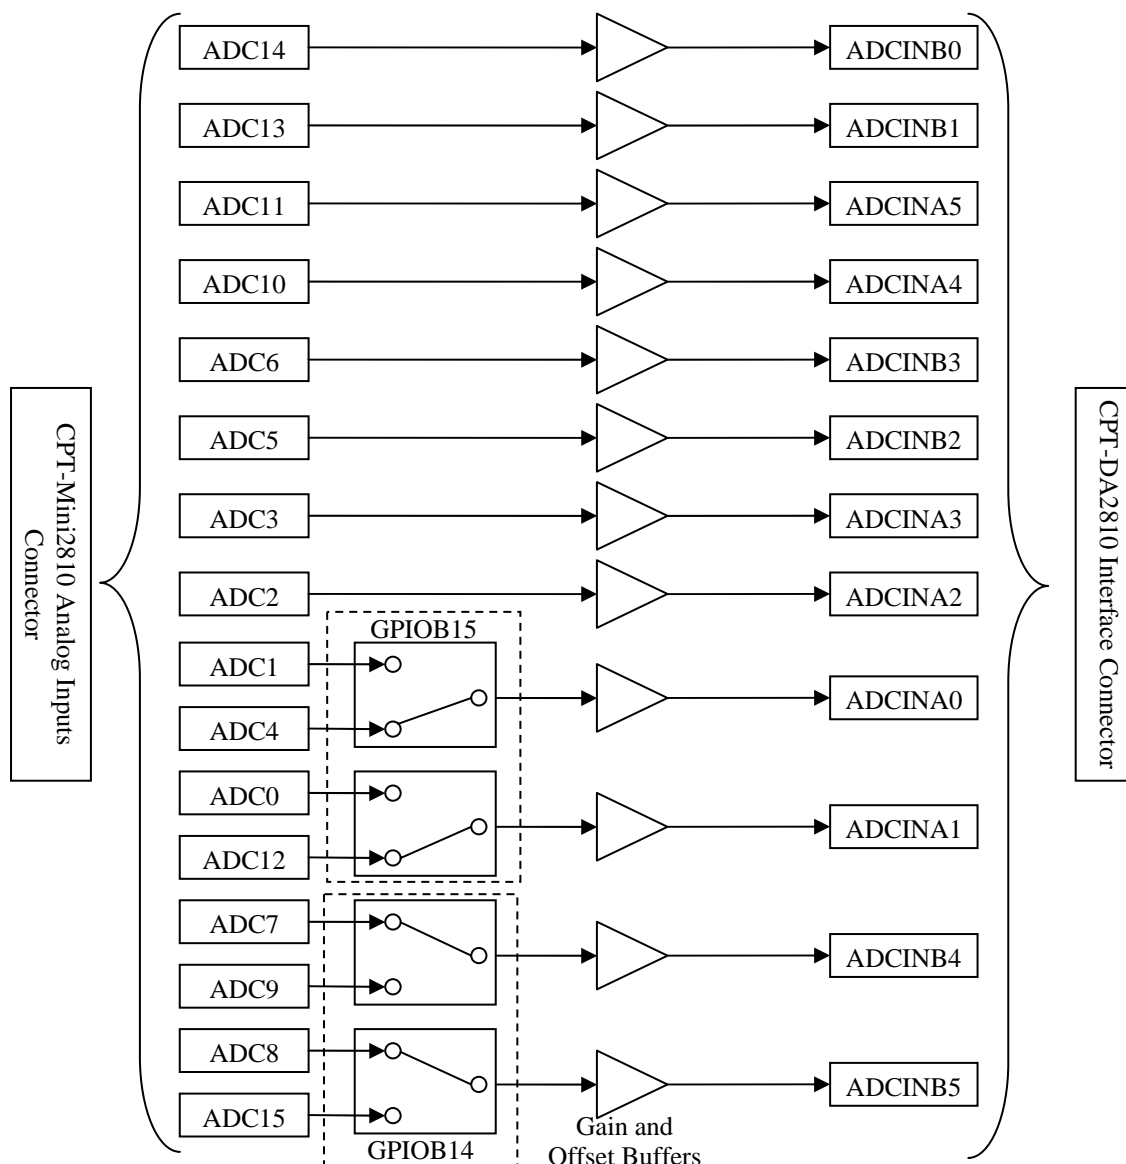 ADC14
ADCINB0
ADC13
ADCINB1
ADC11
ADCINA5
ADC10
ADCINA4
ADC6
ADCINB3
ADC5
ADCINB2
ADC3
ADCINA3
ADC2
ADCINA2
GPIOB15
ADC1
ADC4
ADCINA0
ADC0
ADC12
ADCINA1
ADC7
ADC9
ADCINB4
ADC8
ADC15
ADCINB5
GPIOB14
Gain and
Offset Buffers
CPT-Mini2810 Analog Inputs
Connector
CPT-DA2810 Interface Connector